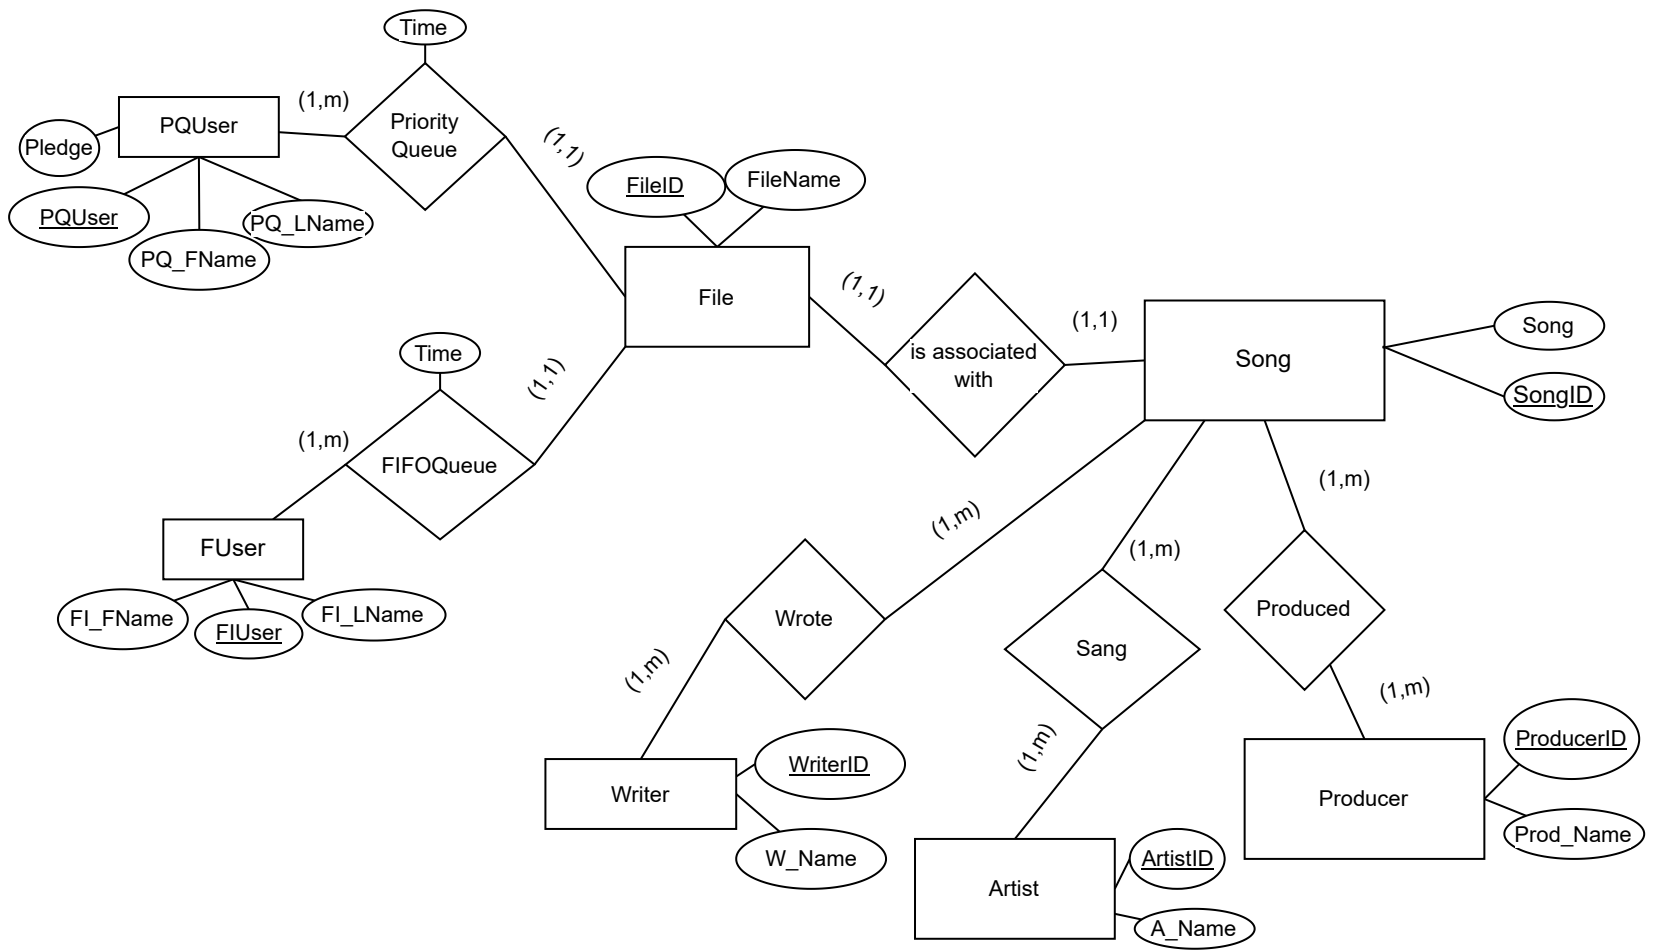 Time
PQUser
(1,m)
Priority
Queue
(1,1)
Pledge
PQUser
PQ_FName
PQ_LName
FileID
FileName
File
(1,1)
is associated
with
(1,1)
Song
Song
SongID
Time
(1,1)
(1,m)
FIFOQueue
FUser
FI_FName
FIUser
FI_LName
(1,m)
Wrote
(1,m)
(1,m)
Sang
(1,m)
(1,m)
Produced
(1,m)
Writer
WriterID
W_Name
Artist
ArtistID
A_Name
Producer
ProducerID
Prod_Name